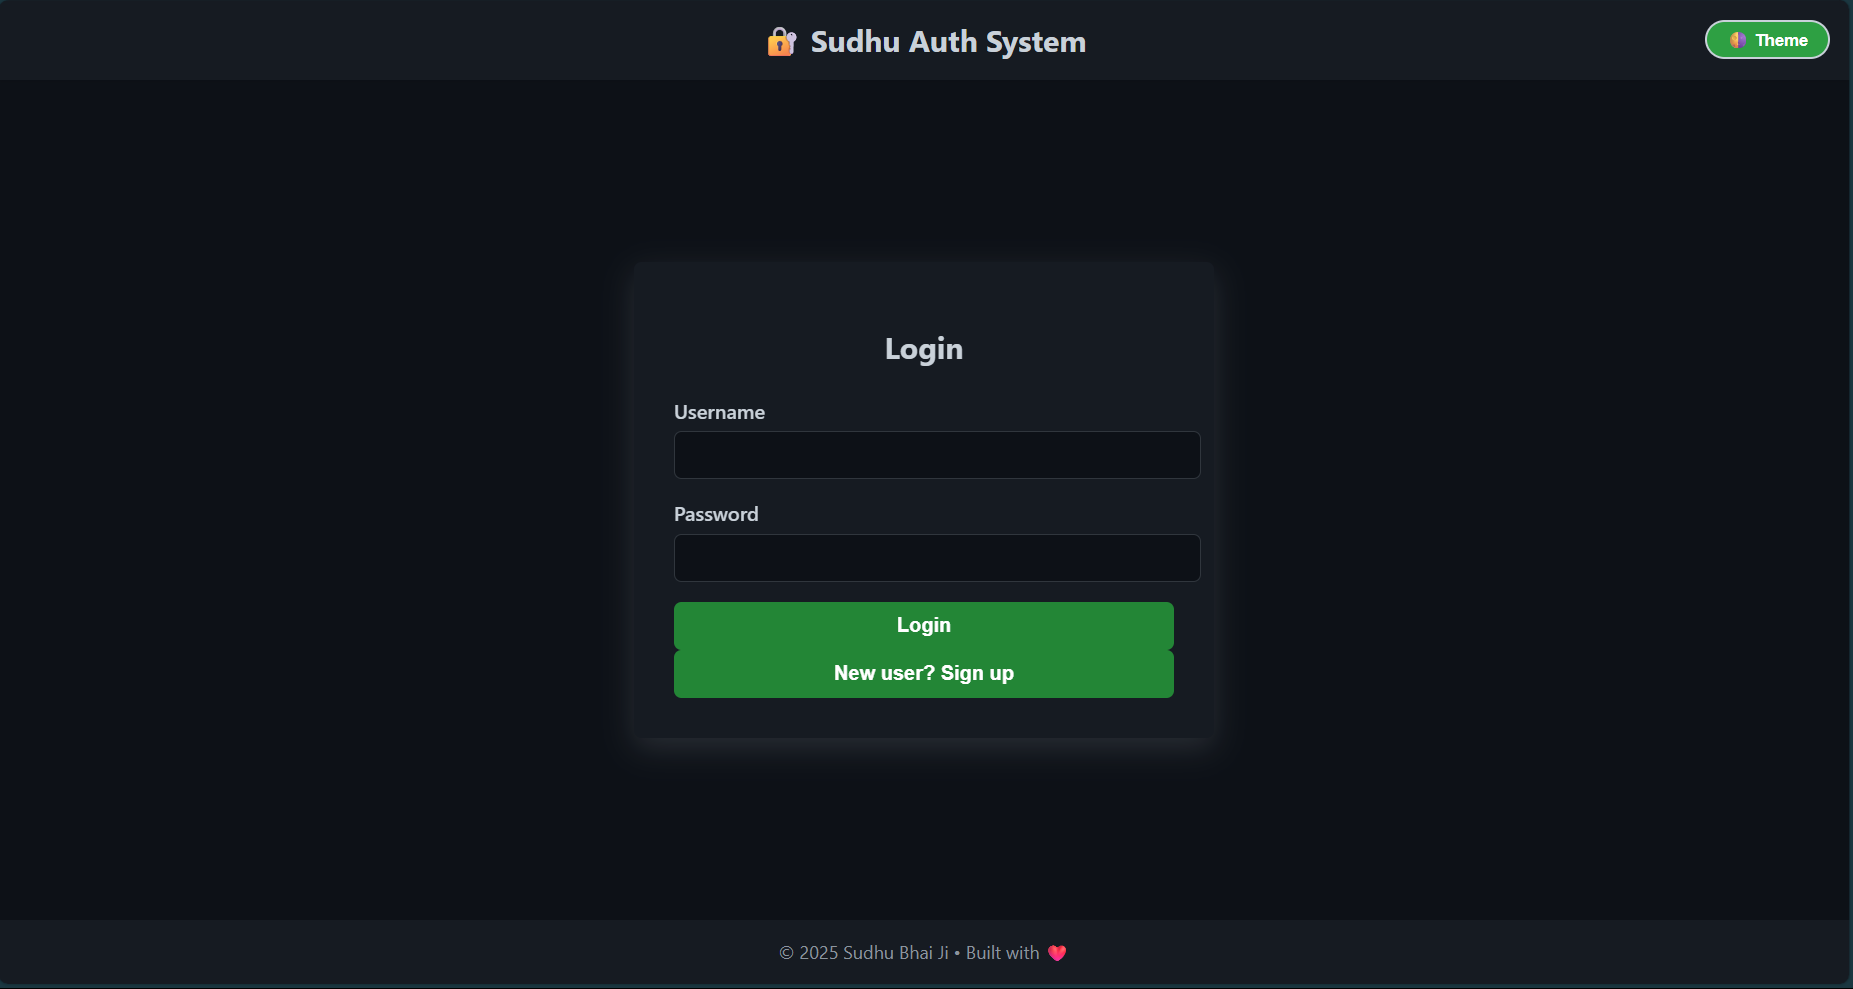 🔐 Sudhu Auth System
Theme
Login
Username
Password
Login
New user? Sign up
© 2025 Sudhu Bhai Ji • Built with ❤️